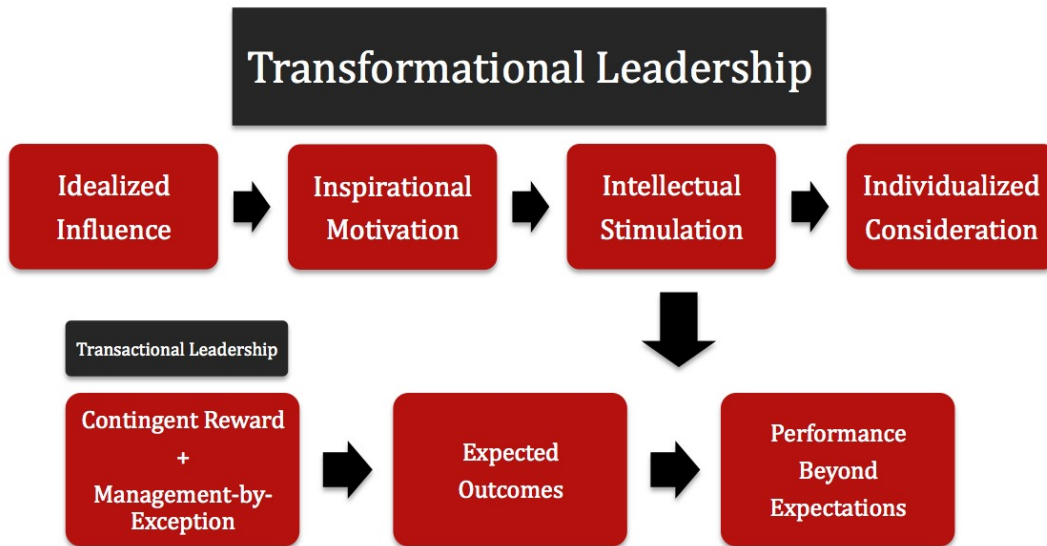 Transformational Leadership
Idealized
Influence
Inspirational
Motivation
Intellectual
Stimulation
Individualized
Consideration
Transactional Leadership
Contingent Reward
+
Management-by-
Exception
Expected
Outcomes
Performance
Beyond
Expectations